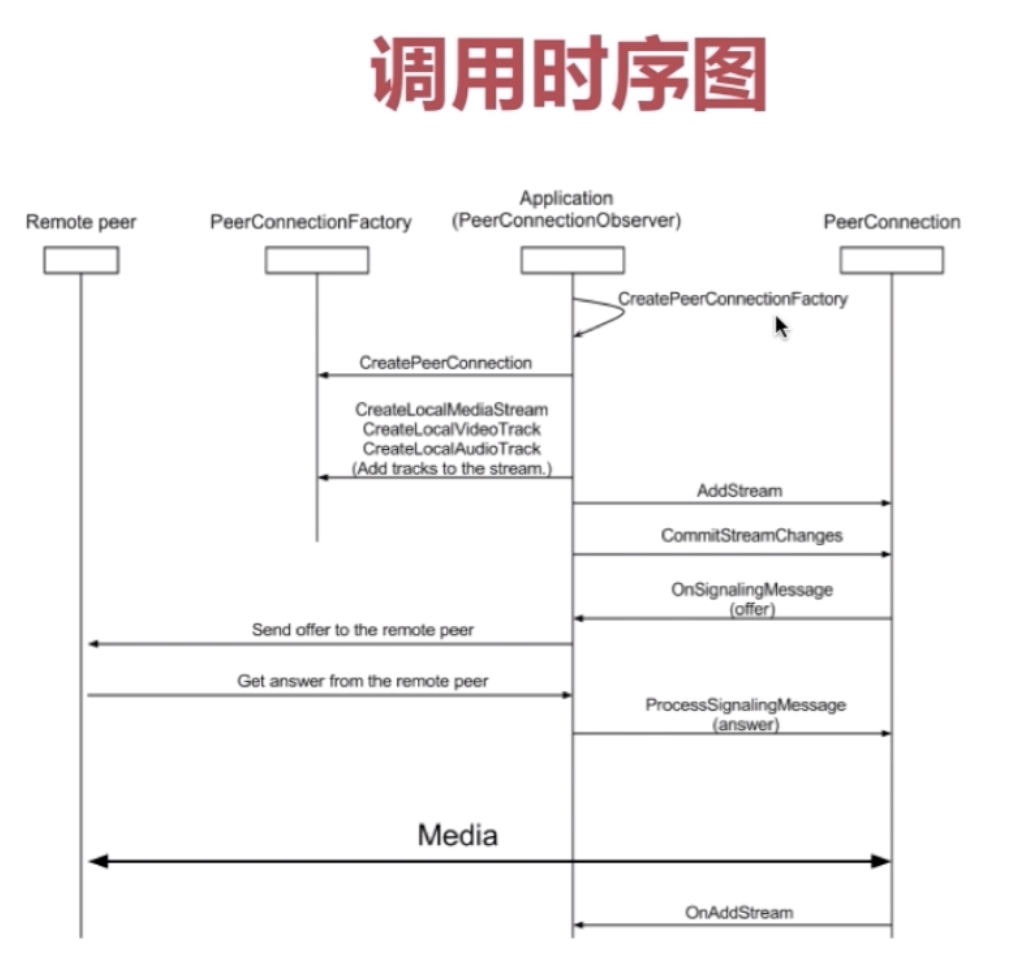 调用时序图
Application
Remote peer
PeerConnectionFactory
(PeerConnectionObserver)
PeerConnection
CreatePeerConnectionFactory
CreatePeerConnection
CreateLocalMediaStream
CreateLocalVideoTrack
CreateLocalAudioTrack
(Add tracks to the stream.)
AddStream
CommitStreamChanges
OnSignalingMessage
(offer)
Send offer to the remote peer
Get answer from the remote peer
ProcessSignalingMessage
(answer)
Media
OnAddStream